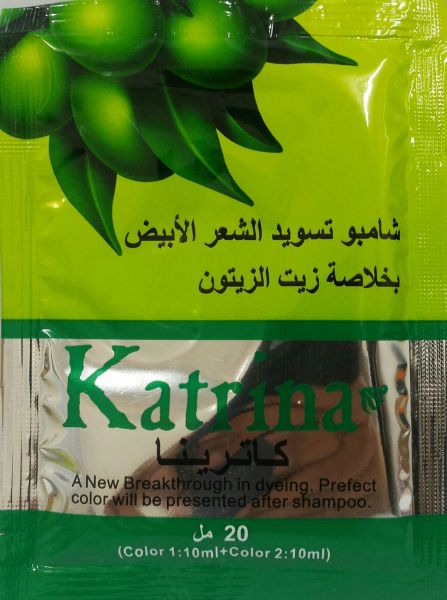 شامبو تسويد الشعر الأبيض
بخلاصة زيت الزيتون
Katrina
كاترينا
A New Breakthrough in dyeing. Prefect
color will be presented after shampoo.
20 مل
(Color 1:10ml+Color 2:10ml)